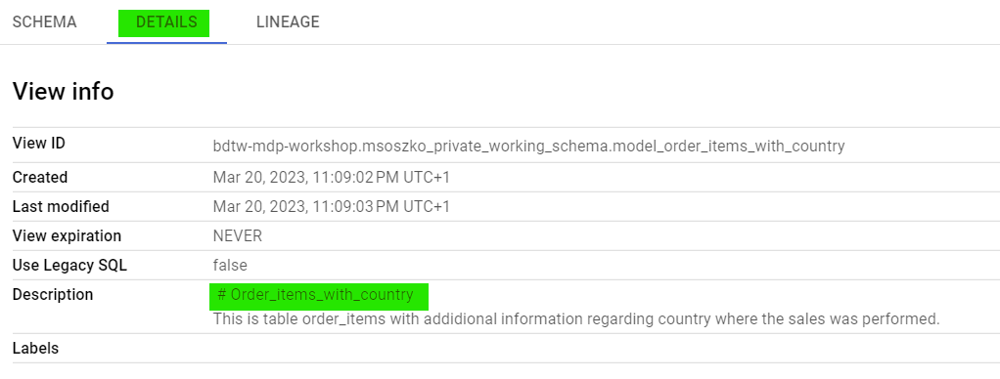 SCHEMA DETAILS LINEAGE
View info
View ID bdtw-mdp-workshop.msoszko_private_working_schema.model_order_items_with_country
Created Mar 20, 2023, 11:09:02 PM UTC+1
Last modified Mar 20, 2023, 11:09:03 PM UTC+1
View expiration NEVER
Use Legacy SQL false
Description # Order_items_with_country
This is table order_items with addidional information regarding country where the sales was performed.
Labels